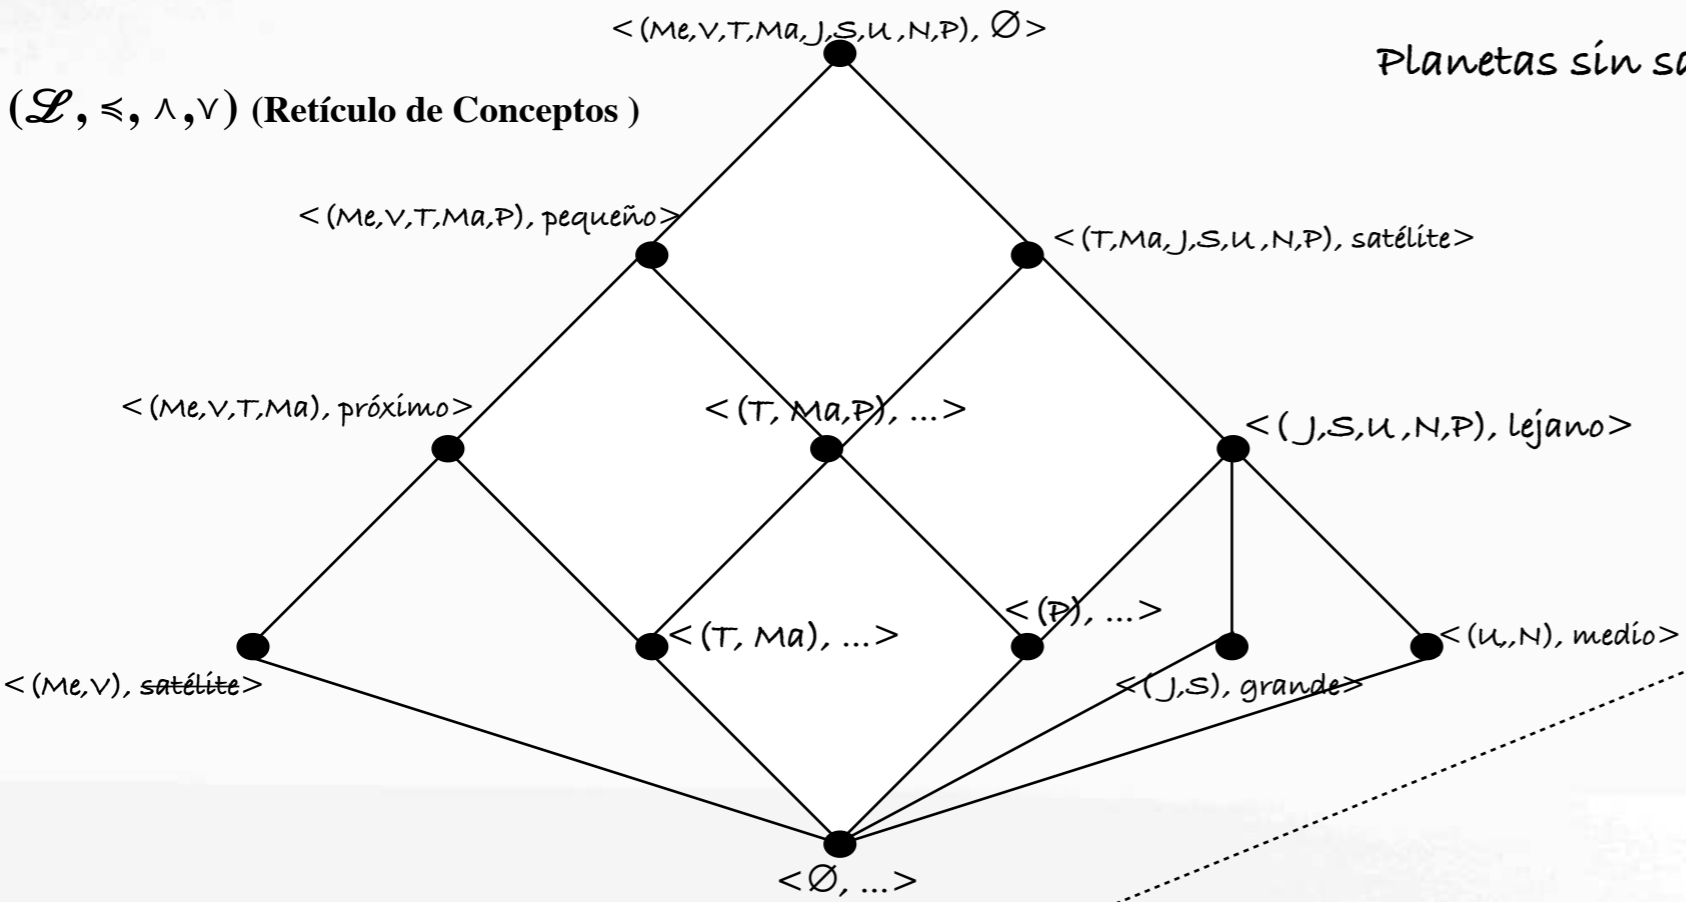 <(Me,V,T,Ma,J,S,U,N,P), ∅>
Planetas sin
(ℒ, ≼, ∧,∨) (Retículo de Conceptos )
<(Me,V,T,Ma,P), pequeño>
<(T,Ma,J,S,U,N,P), satélite>
<(Me,V,T,Ma), próximo>
<(T, Ma,P), ...>
<( J,S,U,N,P), lejano>
<(T, Ma), ...>
<(P), ...>
<(U,,N), medio>
<(Me,V), satélite>
<( J,S), grande>
<∅, ...>